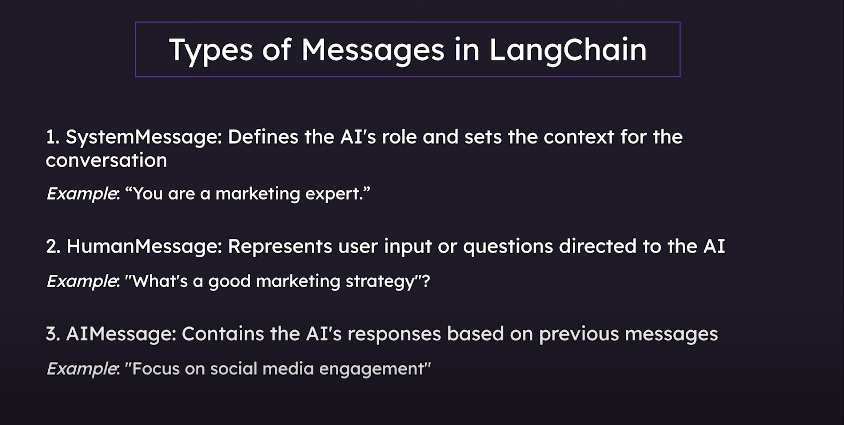 Types of Messages in LangChain
1. SystemMessage: Defines the AI's role and sets the context for the
conversation
Example: “You are a marketing expert.”
2. HumanMessage: Represents user input or questions directed to the AI
Example: "What's a good marketing strategy"?
3. AIMessage: Contains the AI's responses based on previous messages
Example: "Focus on social media engagement"